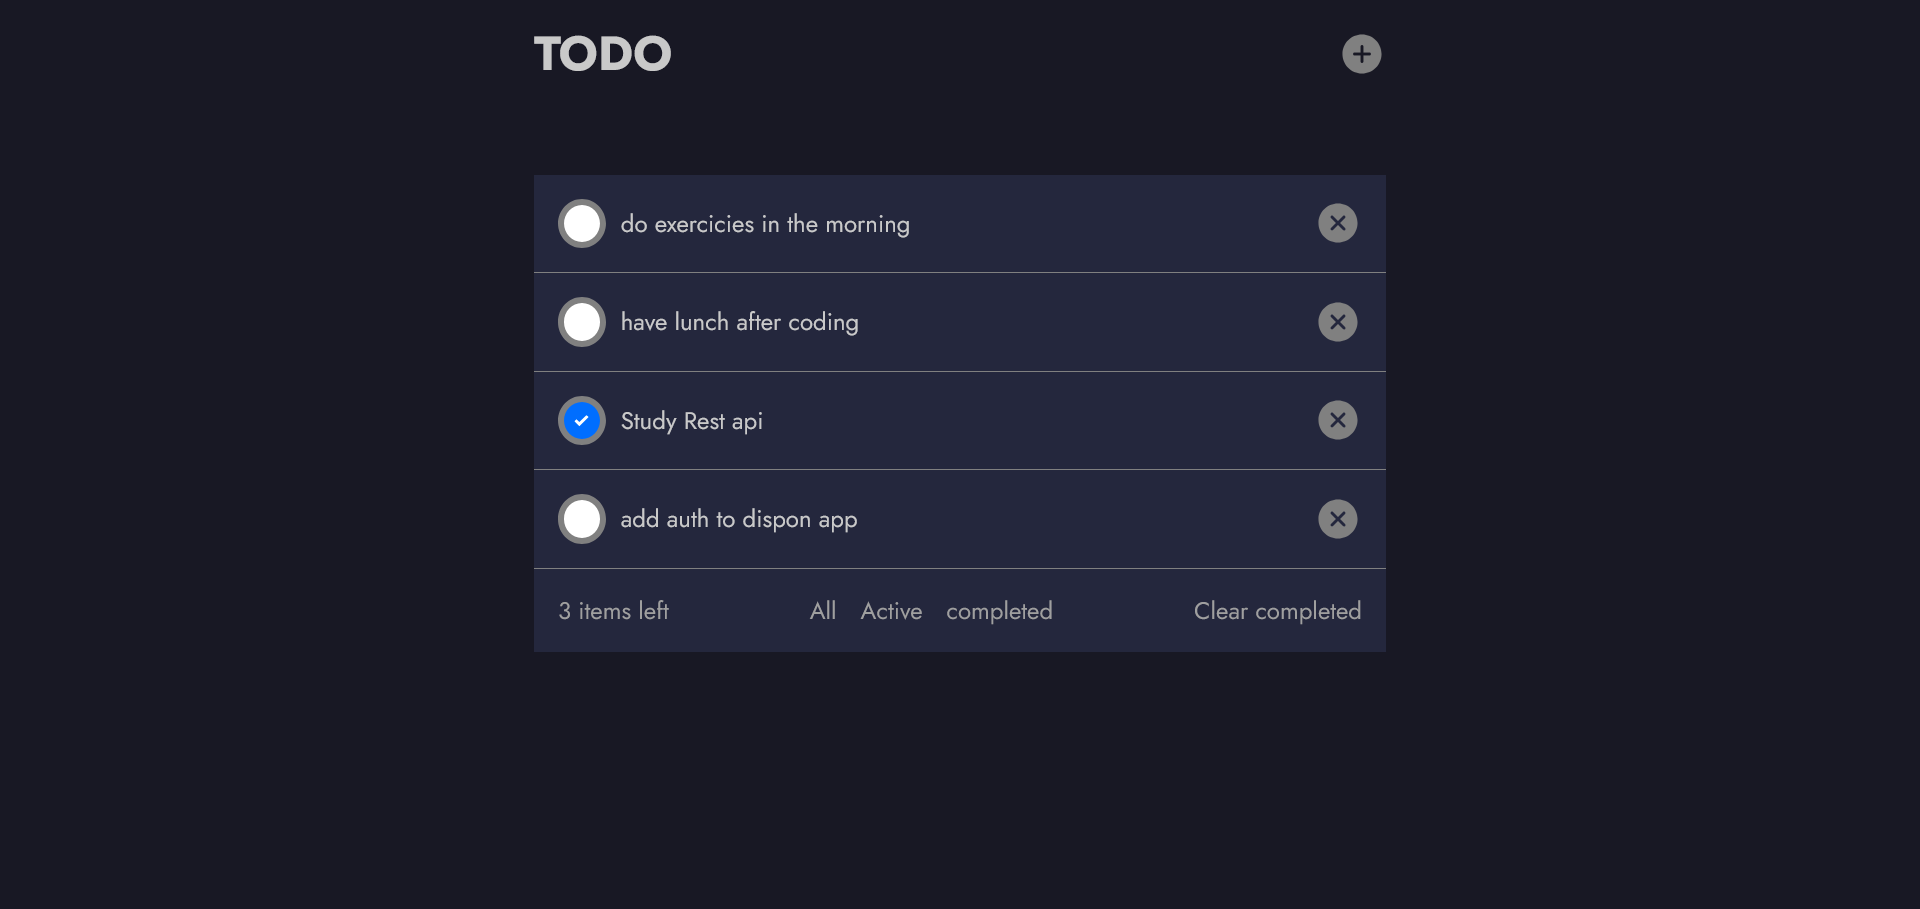 TODO
do exercicies in the morning
have lunch after coding
Study Rest api
add auth to dispon app
3 items left All Active completed Clear completed